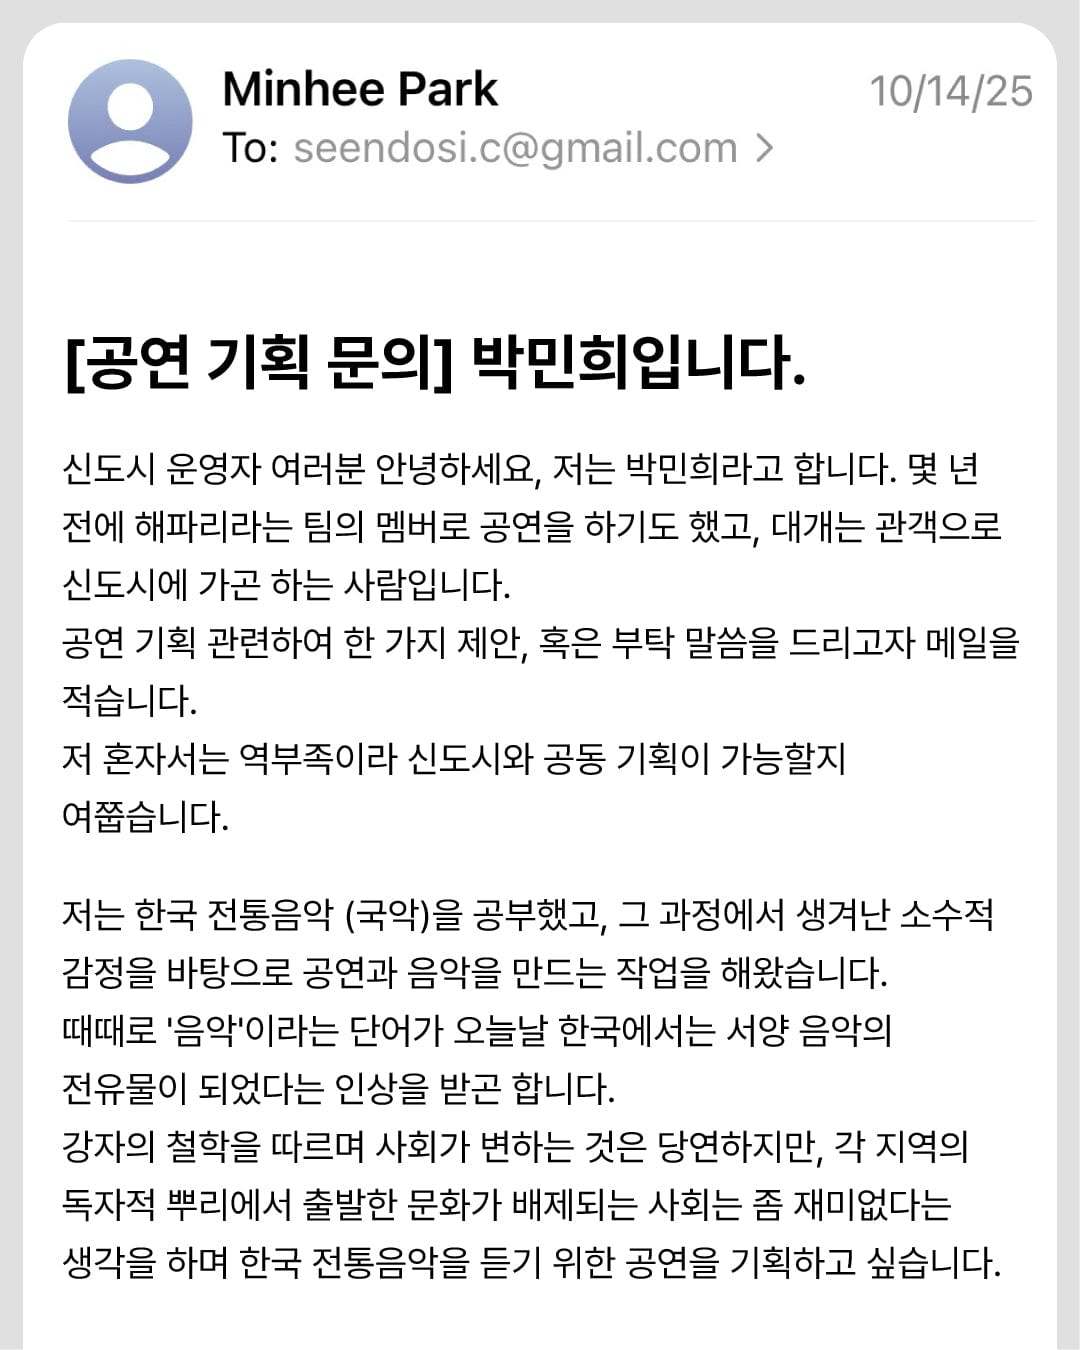 Minhee Park
10/14/25
To: seendosi.c@gmail.com
[공연 기획 문의] 박민희입니다.
신도시 운영자 여러분 안녕하세요, 저는 박민희라고 합니다. 몇 년
전에 해파리라는 팀의 멤버로 공연을 하기도 했고, 대개는 관객으로
신도시에 가곤 하는 사람입니다.
공연 기획 관련하여 한 가지 제안, 혹은 부탁 말씀을 드리고자 메일을
적습니다.
저 혼자서는 역부족이라 신도시와 공동 기획이 가능할지
여쭙습니다.
저는 한국 전통음악 (국악)을 공부했고, 그 과정에서 생겨난 소수적
감정을 바탕으로 공연과 음악을 만드는 작업을 해왔습니다.
때때로 '음악'이라는 단어가 오늘날 한국에서는 서양 음악의
전유물이 되었다는 인상을 받곤 합니다.
강자의 철학을 따르며 사회가 변하는 것은 당연하지만, 각 지역의
독자적 뿌리에서 출발한 문화가 배제되는 사회는 좀 재미없다는
생각을 하며 한국 전통음악을 듣기 위한 공연을 기획하고 싶습니다.